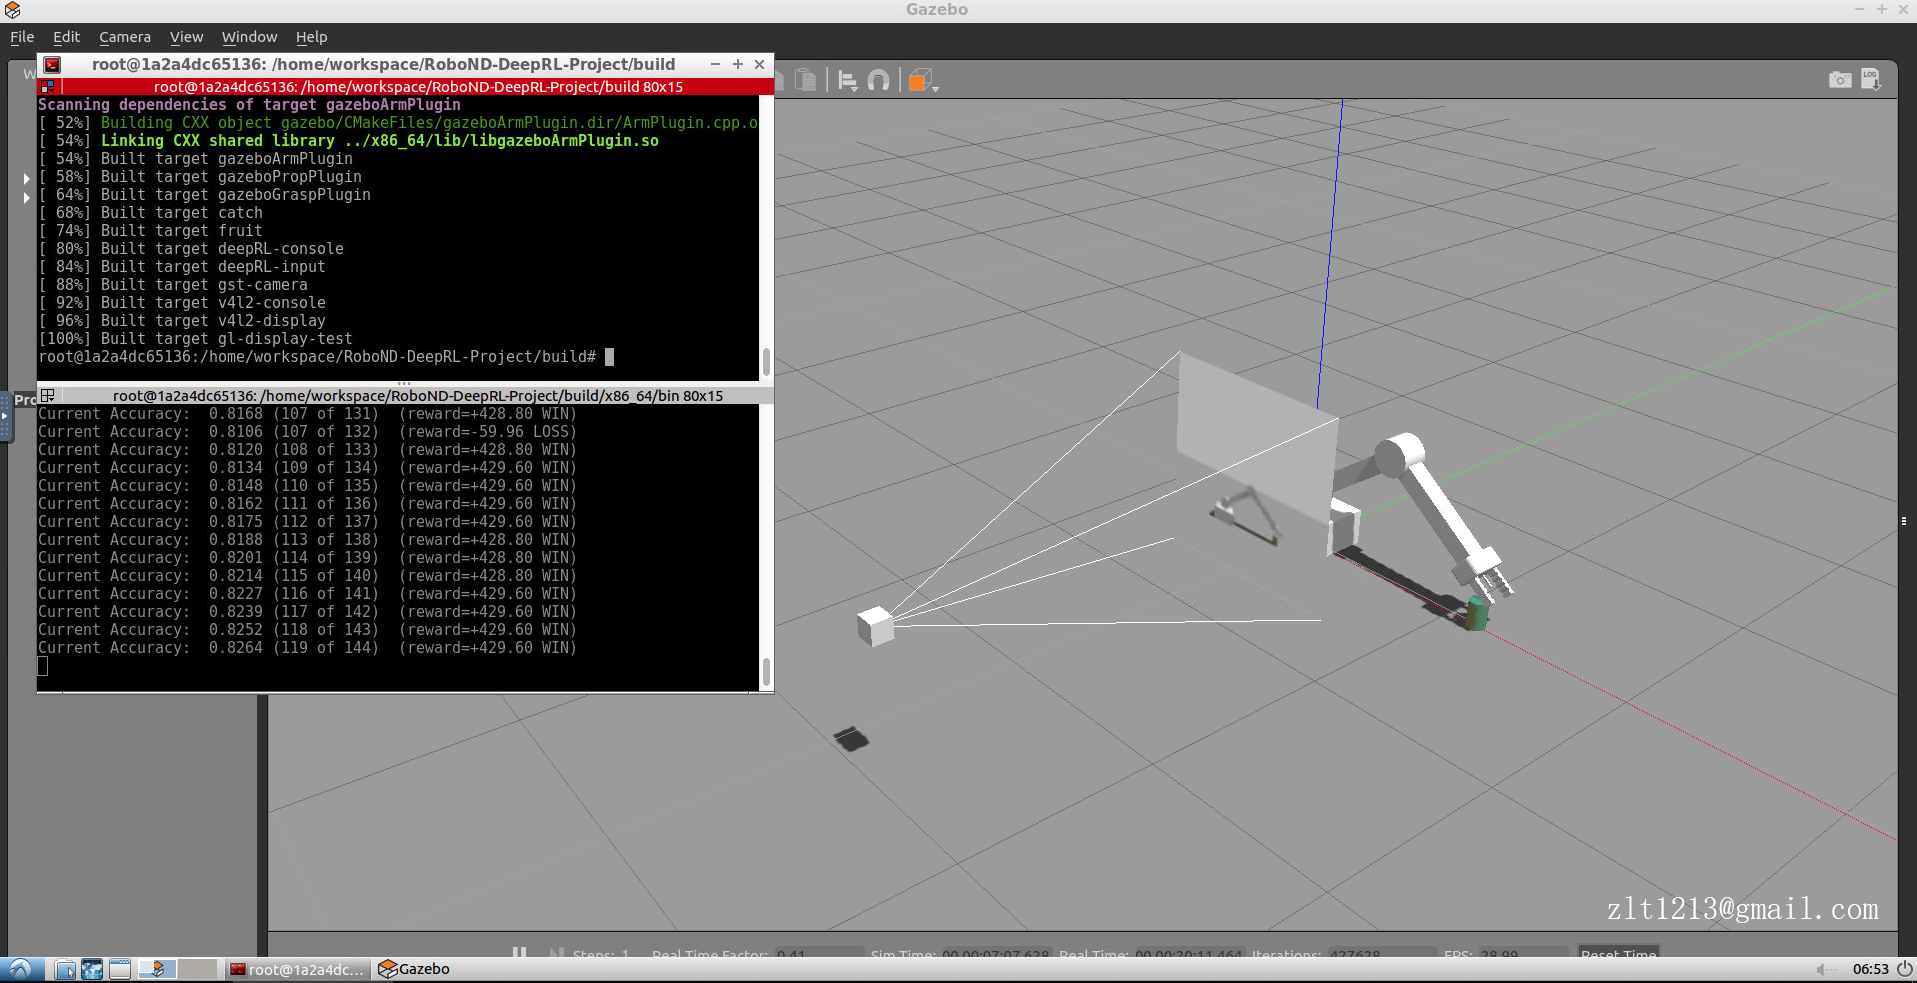 Gazebo
File Edit Camera View Window Help
root@1a2a4dc65136: /home/workspace/RoboND-DeepRL-Project/build
root@1a2a4dc65136: /home/workspace/RoboND-DeepRL-Project/build 80x15
Scanning dependencies of target gazeboArmPlugin
[ 52%] Building CXX object gazebo/CMakeFiles/gazeboArmPlugin.dir/ArmPlugin.cpp.o
[ 54%] Linking CXX shared library ../x86_64/lib/libgazeboArmPlugin.so
[ 54%] Built target gazeboArmPlugin
[ 58%] Built target gazeboPropPlugin
[ 64%] Built target gazeboGraspPlugin
[ 68%] Built target catch
[ 74%] Built target fruit
[ 80%] Built target deepRL-console
[ 84%] Built target deepRL-input
[ 88%] Built target gst-camera
[ 92%] Built target v4l2-console
[ 96%] Built target v4l2-display
[100%] Built target gl-display-test
root@1a2a4dc65136:/home/workspace/RoboND-DeepRL-Project/build#
root@1a2a4dc65136: /home/workspace/RoboND-DeepRL-Project/build/x86_64/bin 80x15
Current Accuracy:  0.8168 (107 of 131)  (reward=+428.80 WIN)
Current Accuracy:  0.8106 (107 of 132)  (reward=-59.96 LOSS)
Current Accuracy:  0.8120 (108 of 133)  (reward=+428.80 WIN)
Current Accuracy:  0.8134 (109 of 134)  (reward=+429.60 WIN)
Current Accuracy:  0.8148 (110 of 135)  (reward=+429.60 WIN)
Current Accuracy:  0.8162 (111 of 136)  (reward=+429.60 WIN)
Current Accuracy:  0.8175 (112 of 137)  (reward=+429.60 WIN)
Current Accuracy:  0.8188 (113 of 138)  (reward=+429.60 WIN)
Current Accuracy:  0.8201 (114 of 139)  (reward=+428.80 WIN)
Current Accuracy:  0.8214 (115 of 140)  (reward=+428.80 WIN)
Current Accuracy:  0.8227 (116 of 141)  (reward=+429.60 WIN)
Current Accuracy:  0.8239 (117 of 142)  (reward=+429.60 WIN)
Current Accuracy:  0.8252 (118 of 143)  (reward=+429.60 WIN)
Current Accuracy:  0.8264 (119 of 144)  (reward=+429.60 WIN)
LOG
zlt1213@gmail.com
Steps: 1 Real Time Factor: 0.41 Sim Time: 00 00:07:07.628 Real Time: 00 00:20:11.464 Iterations: 427628 FPS: 28.99 Reset Time
root@1a2a4dc... Gazebo 06:53